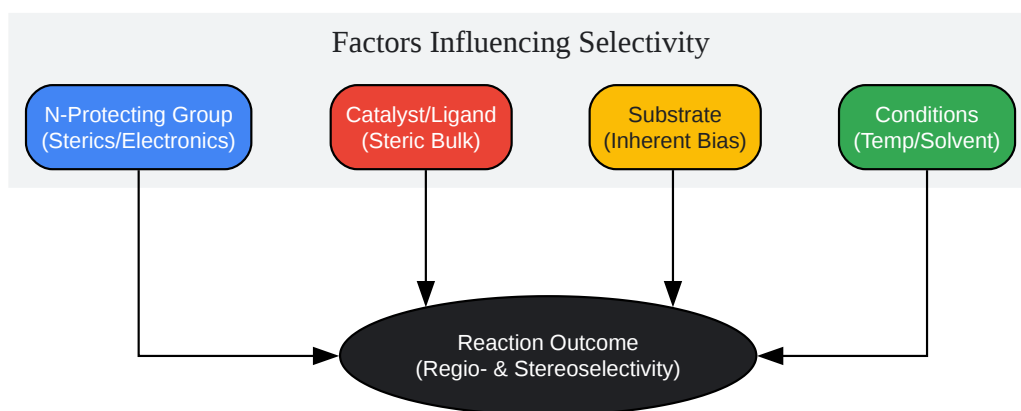 Factors Influencing Selectivity
N-Protecting Group
(Sterics/Electronics)
Catalyst/Ligand
(Steric Bulk)
Substrate
(Inherent Bias)
Conditions
(Temp/Solvent)
Reaction Outcome
(Regio- & Stereoselectivity)